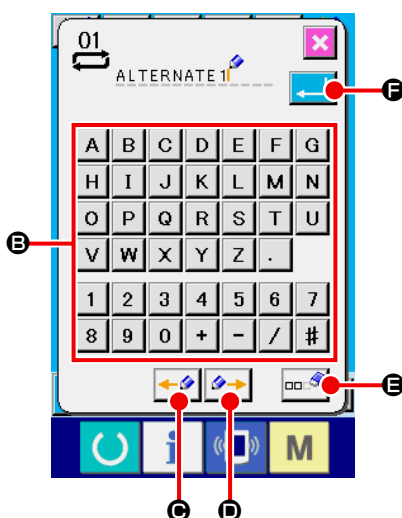 01
ALTERNATE 1
F
A B C D E F G
H I J K L M N
O P Q R S T U
B
V W X Y Z .
1 2 3 4 5 6 7
8 9 0 + - / #
E
i M
C D